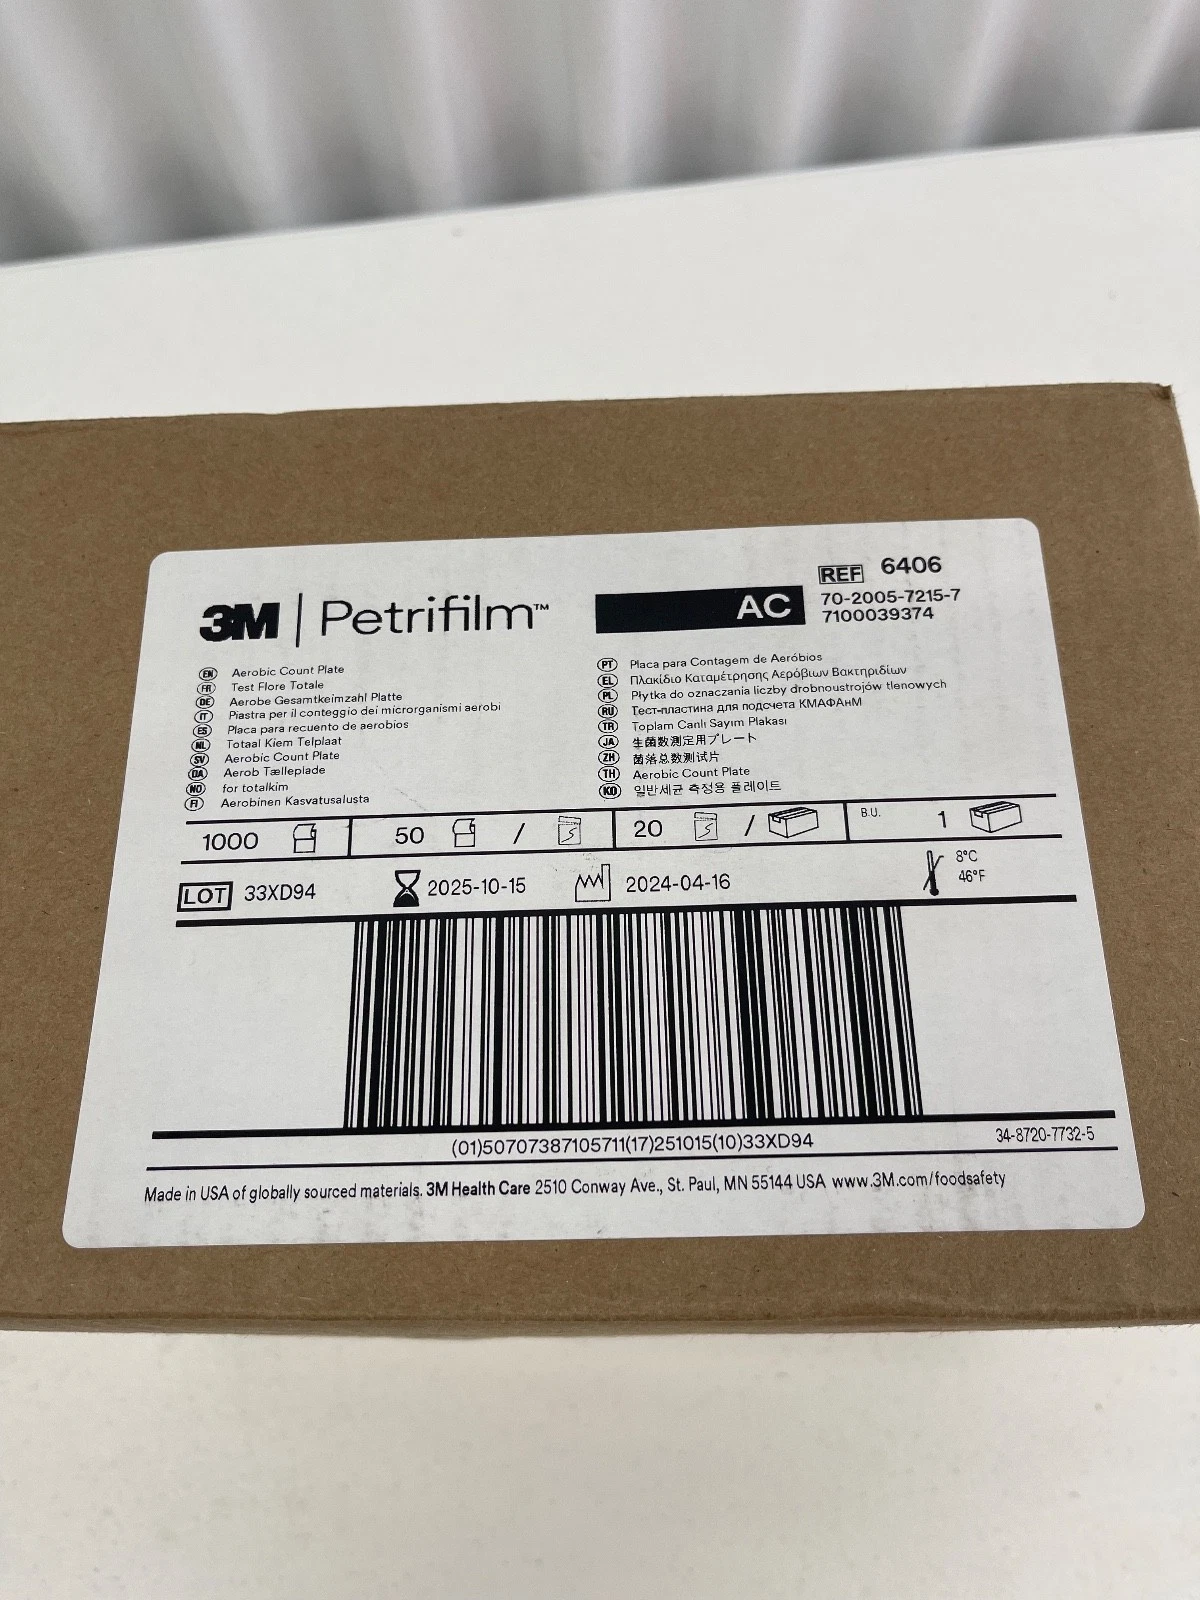 3M | Petrifilm™
AC
REF 6406
70-2005-7215-7
7100039374
EN Aerobic Count Plate
FR Test Flore Totale
DE Aerobe Gesamtkeimzahl Platte
IT Piastra per il conteggio dei microrganismi aerobi
ES Placa para recuento de aerobios
NL Totaal Kiem Telplaat
SV Aerobic Count Plate
DA Aerob Tælleplade
NO for totalkim
FI Aerobinen Kasvatusalusta
PT Placa para Contagem de Aeróbios
EL Πλακίδιο Καταμέτρησης Αερόβιων Βακτηριδίων
PL Płytka do oznaczania liczby drobnoustrojów tlenowych
RU Тест-пластина для подсчета КМАФАнМ
TR Toplam Canlı Sayım Plakası
JA 生菌数測定用プレート
ZH 菌落总数测试片
TH Aerobic Count Plate
KO 일반세균 측정용 플레이트
1000 50 / 20 / B.U. 1
LOT 33XD94 2025-10-15 2024-04-16
8°C
46°F
(01)50707387105711(17)251015(10)33XD94
34-8720-7732-5
Made in USA of globally sourced materials. 3M Health Care 2510 Conway Ave., St. Paul, MN 55144 USA www.3M.com/foodsafety